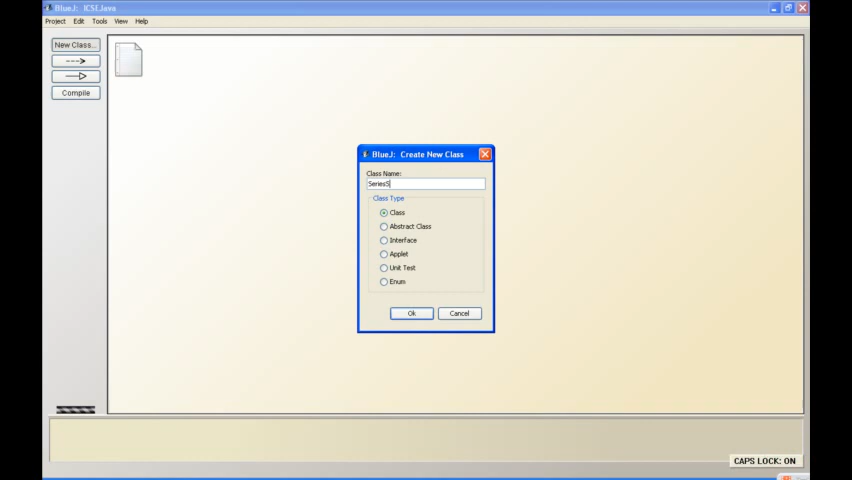 BlueJ: ICSE Java
Project Edit Tools View Help
New Class...
Compile
BlueJ: Create New Class
Class Name:
Series5
Class Type
Class
Abstract Class
Interface
Applet
Unit Test
Enum
Ok Cancel
CAPS LOCK: ON